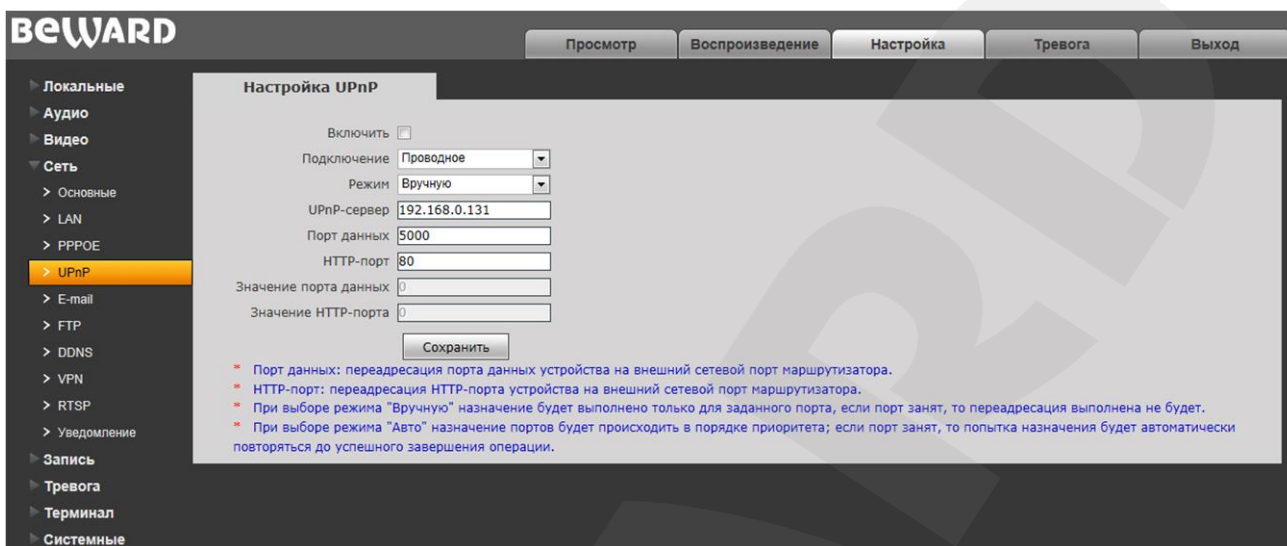 BEWARD
Просмотр Воспроизведение Настройка Тревога Выход
Локальные
Аудио
Видео
Сеть
> Основные
> LAN
> PPPOE
> UPnP
> E-mail
> FTP
> DDNS
> VPN
> RTSP
> Уведомление
Запись
Тревога
Терминал
Системные
Настройка UPnP
Включить
Подключение Проводное
Режим Вручную
UPnP-сервер 192.168.0.131
Порт данных 5000
HTTP-порт 80
Значение порта данных 0
Значение HTTP-порта 0
Сохранить
* Порт данных: переадресация порта данных устройства на внешний сетевой порт маршрутизатора.
* HTTP-порт: переадресация HTTP-порта устройства на внешний сетевой порт маршрутизатора.
* При выборе режима "Вручную" назначение будет выполнено только для заданного порта, если порт занят, то переадресация выполнена не будет.
* При выборе режима "Авто" назначение портов будет происходить в порядке приоритета; если порт занят, то попытка назначения будет автоматически
повторяться до успешного завершения операции.